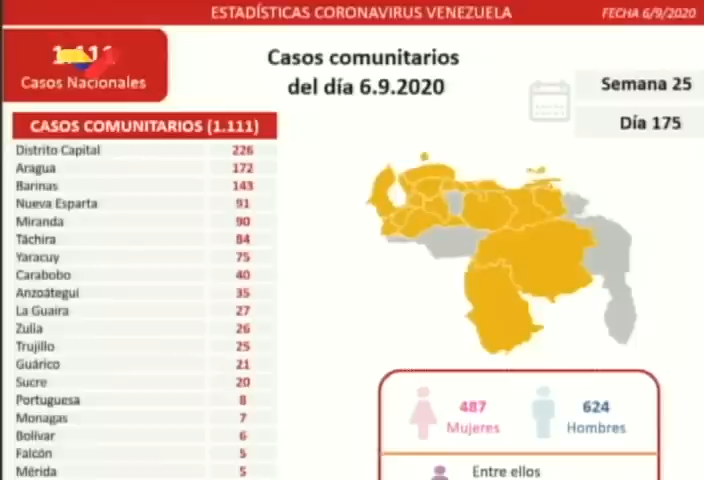 ESTADÍSTICAS CORONAVIRUS VENEZUELA
FECHA 6/9/2020
1.111
Casos Nacionales
Casos comunitarios
del día 6.9.2020
Semana 25
Día 175
CASOS COMUNITARIOS (1.111)
Distrito Capital 226
Aragua 172
Barinas 143
Nueva Esparta 91
Miranda 90
Táchira 84
Yaracuy 75
Carabobo 40
Anzoátegui 35
La Guaira 27
Zulia 26
Trujillo 25
Guárico 21
Sucre 20
Portuguesa 8
Monagas 7
Bolívar 6
Falcón 5
Mérida 5
487
Mujeres
624
Hombres
Entre ellos